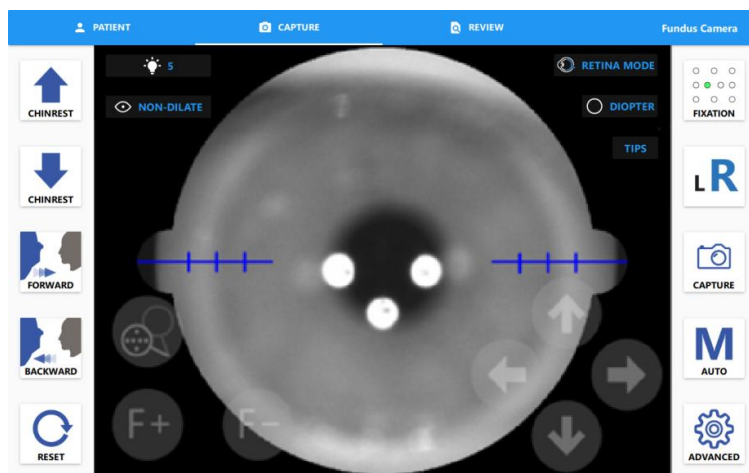 PATIENT
CAPTURE
REVIEW
Fundus Camera
CHINREST
5
RETINA MODE
FIXATION
NON-DILATE
DIOPTER
CHINREST
TIPS
L R
FORWARD
CAPTURE
BACKWARD
M
AUTO
F+
F−
RESET
ADVANCED